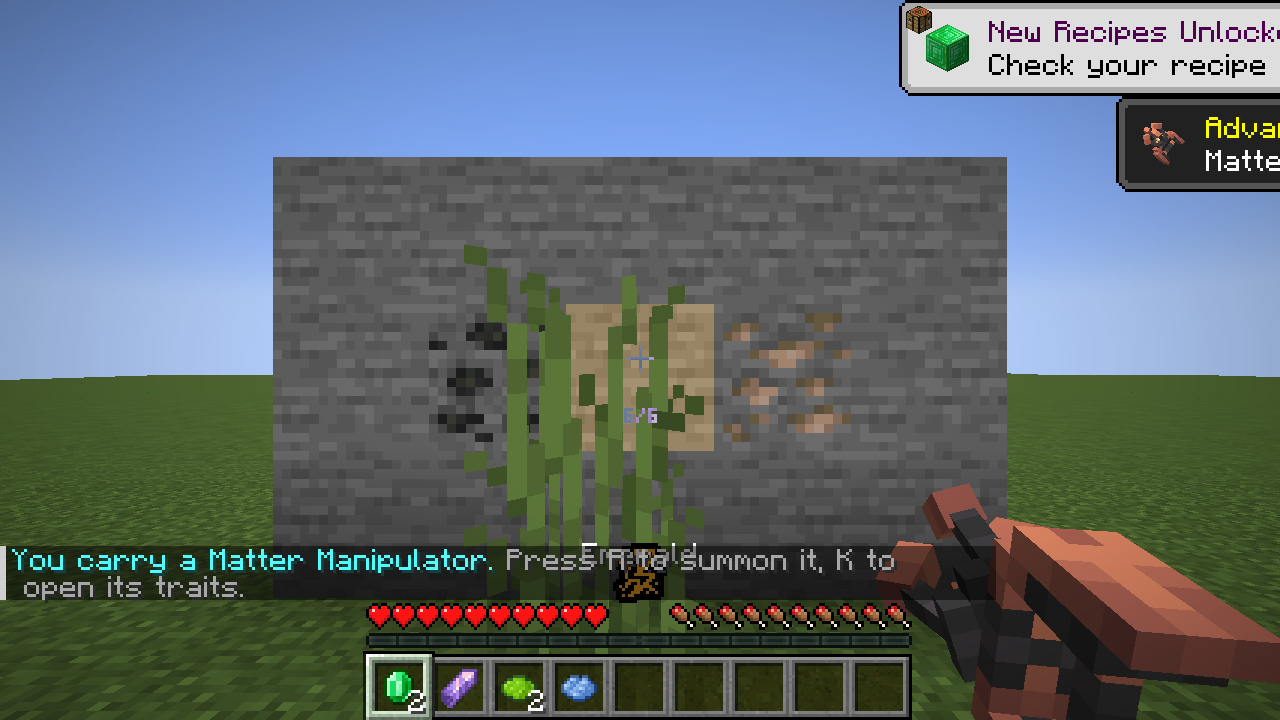 New Recipes Unlock
Check your recipe
Advan
Matte
6/6
Emerald
You carry a Matter Manipulator. Press R to summon it, K to
open its traits.
2
2